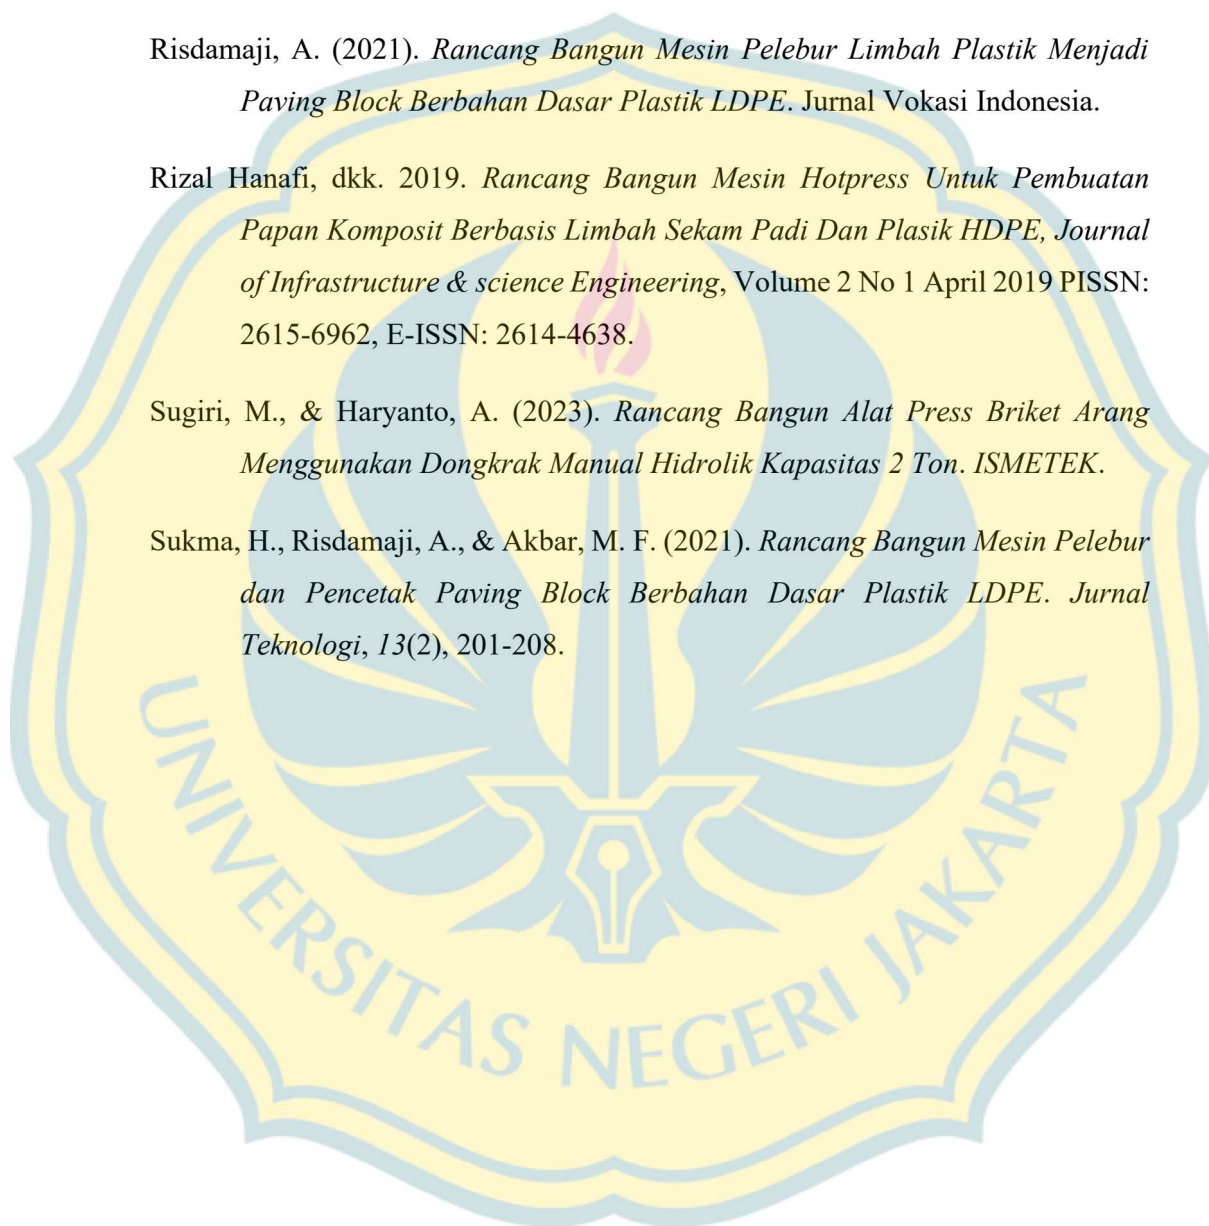 Risdamaji, A. (2021). Rancang Bangun Mesin Pelebur Limbah Plastik Menjadi
Paving Block Berbahan Dasar Plastik LDPE. Jurnal Vokasi Indonesia.
Rizal Hanafi, dkk. 2019. Rancang Bangun Mesin Hotpress Untuk Pembuatan
Papan Komposit Berbasis Limbah Sekam Padi Dan Plasik HDPE, Journal
of Infrastructure & science Engineering, Volume 2 No 1 April 2019 PISSN:
2615-6962, E-ISSN: 2614-4638.
Sugiri, M., & Haryanto, A. (2023). Rancang Bangun Alat Press Briket Arang
Menggunakan Dongkrak Manual Hidrolik Kapasitas 2 Ton. ISMETEK.
Sukma, H., Risdamaji, A., & Akbar, M. F. (2021). Rancang Bangun Mesin Pelebur
dan Pencetak Paving Block Berbahan Dasar Plastik LDPE. Jurnal
Teknologi, 13(2), 201-208.
UNIVERSITAS NEGERI JAKARTA